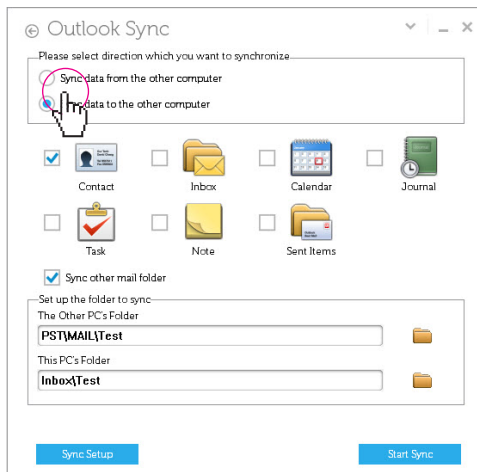 Outlook Sync
Please select direction which you want to synchronize
Sync data from the other computer
data to the other computer
Contact
Inbox
Calendar
Journal
Task
Note
Sent Items
Sync other mail folder
Set up the folder to sync
The Other PC's Folder
PST\MAIL\Test
This PC's Folder
Inbox\Test
Sync Setup
Start Sync